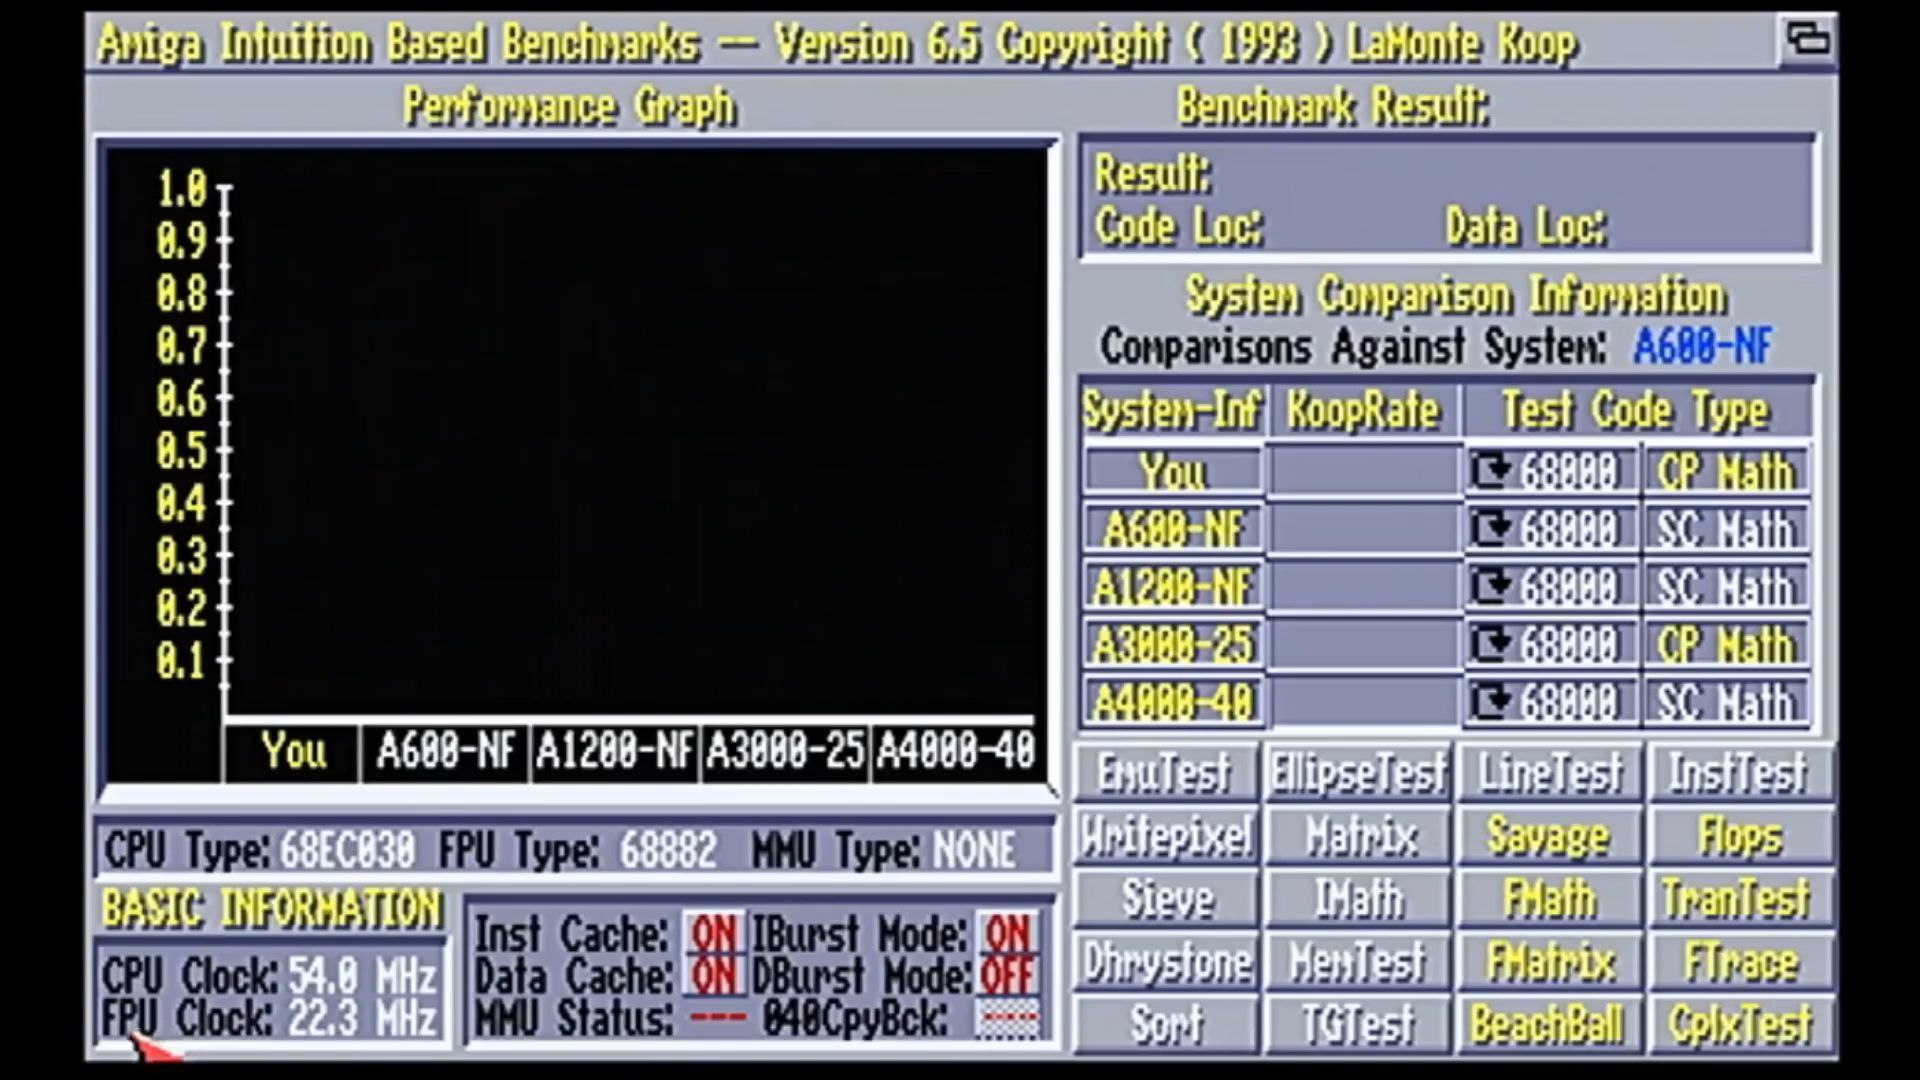 Amiga Intuition Based Benchmarks -- Version 6.5 Copyright ( 1993 ) LaMonte Koop
Performance Graph
1.0
0.9
0.8
0.7
0.6
0.5
0.4
0.3
0.2
0.1
You A600-NF A1200-NF A3000-25 A4000-40
CPU Type: 68EC030 FPU Type: 68882 MMU Type: NONE
BASIC INFORMATION
CPU Clock: 54.0 MHz
FPU Clock: 22.3 MHz
Inst Cache: ON IBurst Mode: ON
Data Cache: ON DBurst Mode: OFF
MMU Status: --- 040CpyBck: ----
Benchmark Result:
Result:
Code Loc: Data Loc:
System Comparison Information
Comparisons Against System: A600-NF
System-Inf KoopRate Test Code Type
You 68000 CP Math
A600-NF 68000 SC Math
A1200-NF 68000 SC Math
A3000-25 68000 CP Math
A4000-40 68000 SC Math
EmuTest EllipseTest LineTest InstTest
Writepixel Matrix Savage Flops
Sieve IMath FMath TranTest
Dhrystone MemTest FMatrix FTrace
Sort TGTest BeachBall CplxTest